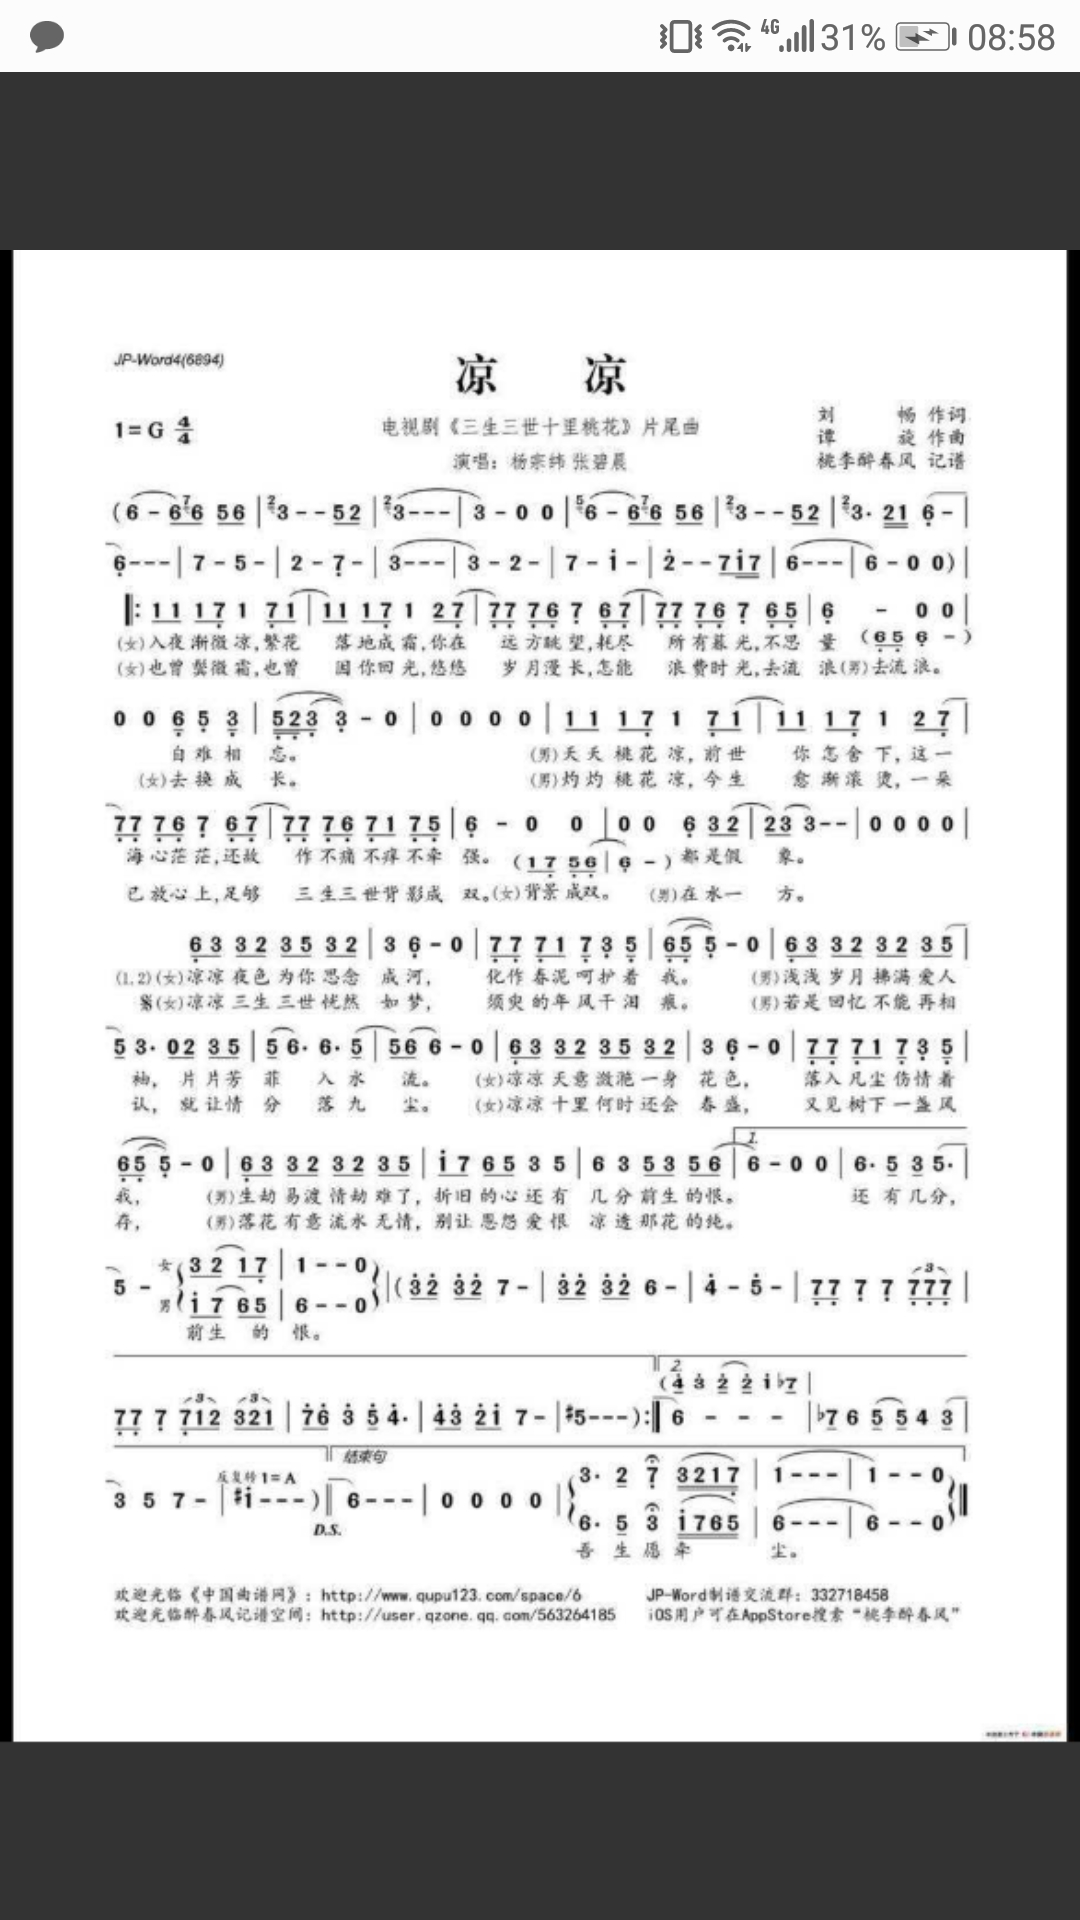 4G 31% 08:58
JP-Word4(6894)
凉 凉
1=G 4/4
电视剧《三生三世十里桃花》片尾曲
演唱：杨宗纬 张碧晨
刘 畅 作词
谭 旋 作曲
桃李醉春风 记谱
(6 - 6 7 6 56 | 2 3 - - 52 | 2 3 - - - | 3 - 0 0 | 5 6 - 6 7 6 56 | 2 3 - - 52 | 2 3· 21 6 - |
6 - - - | 7 - 5 - | 2 - 7 - | 3 - - - | 3 - 2 - | 7 - i - | 2 - - 7i7 | 6 - - - | 6 - 0 0) |
‖: 11 17 1 71 | 11 17 1 27 | 77 76 7 67 | 77 76 7 65 | 6 - 0 0 |
(女)入夜渐微凉,繁花 落地成霜,你在 远方眺望,耗尽 所有暮光,不思 量 (65 6 -)
(女)也曾鬓微霜,也曾 因你回光,悠悠 岁月漫长,怎能 浪费时光,去流 浪(男)去流浪。
0 0 6 5 3 | 523 3 - 0 | 0 0 0 0 | 11 17 1 71 | 11 17 1 27 |
自难相 忘。 (男)天天桃花凉,前世 你怎舍下,这一
(女)去换成 长。 (男)灼灼桃花凉,今生 愈渐滚烫,一朵
77 76 7 67 | 77 76 71 75 | 6 - 0 0 | 0 0 6 32 | 23 3 - - | 0 0 0 0 |
海心茫茫,还故 作不痛不痒不牵 强。 (17 56 | 6 -) 都是假 象。
已放心上,足够 三生三世背影成 双。(女)背景成双。 (男)在水一 方。
63 32 35 32 | 3 6 - 0 | 77 71 73 5 | 65 5 - 0 | 63 32 32 35 |
(1,2)(女)凉凉夜色为你思念 成河, 化作春泥呵护着 我。 (男)浅浅岁月拂满爱人
(女)凉凉三生三世恍然 如梦, 须臾的年风干泪 痕。 (男)若是回忆不能再相
5 3· 02 35 | 5 6· 6· 5 | 56 6 - 0 | 63 32 35 32 | 3 6 - 0 | 77 71 73 5 |
袖, 片片芳菲 入水 流。 (女)凉凉天意潋滟一身 花色, 落入凡尘伤情着
认, 就让情分 落九 尘。 (女)凉凉十里何时还会 春盛, 又见树下一盏风
1.
65 5 - 0 | 63 32 32 35 | i7 65 3 5 | 6 3 53 56 | 6 - 0 0 | 6· 5 3 5· |
我, (男)生劫易渡情劫难了, 折旧的心还有 几分前生的恨。 还有几分,
存, (男)落花有意流水无情, 别让恩怨爱恨 凉透那花的纯。
女 32 17 | 1 - - 0
5 - | (32 32 7 - | 32 32 6 - | 4 - 5 - | 77 7 7 777 |
男 i7 65 | 6 - - 0
前生 的 恨。
2.
(4 3 2 2 i ♭7 |
77 7 712 321 | 76 3 5 4· | 43 2i 7 - | #5 - - -) :‖ 6 - - - | ♭7 6 5 5 4 3 |
结束句
反复转1=A
3 5 7 - | #i - - -) ‖ 6 - - - | 0 0 0 0 |
3· 2 7 3217 | 1 - - - | 1 - - 0
6· 5 3 i765 | 6 - - - | 6 - - 0
D.S.
吾 生 愿 牵 尘。
欢迎光临《中国曲谱网》：http://www.qupu123.com/space/6 JP-Word制谱交流群：332718458
欢迎光临醉春风记谱空间：http://user.qzone.qq.com/563264185 iOS用户可在AppStore搜索“桃李醉春风”